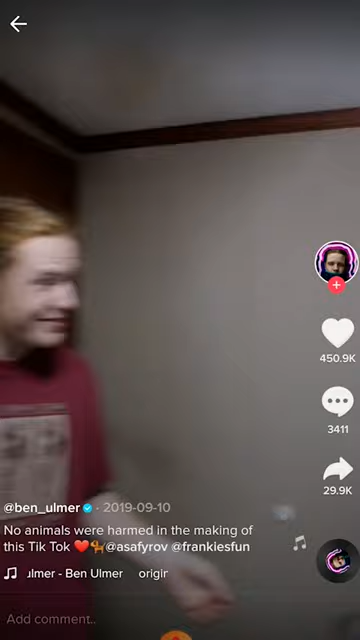 450.9K
3411
29.9K
@ben_ulmer · 2019-09-10
No animals were harmed in the making of
this Tik Tok ❤️🐕@asafyrov @frankiesfun
ulmer - Ben Ulmer origin
Add comment..